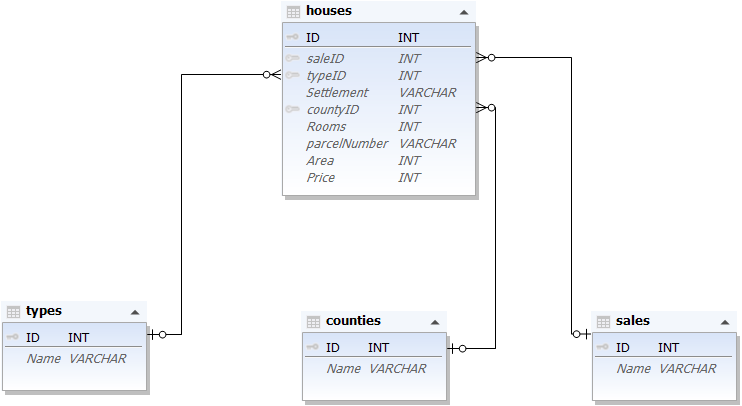 houses
ID INT
saleID INT
typeID INT
Settlement VARCHAR
countyID INT
Rooms INT
parcelNumber VARCHAR
Area INT
Price INT
types
ID INT
Name VARCHAR
counties
ID INT
Name VARCHAR
sales
ID INT
Name VARCHAR